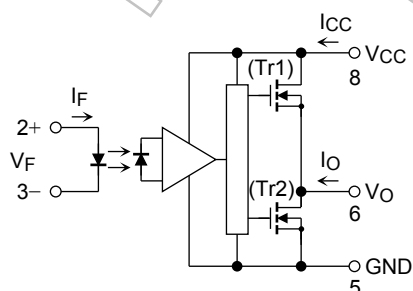 ICC
(Tr1)
VCC
8
IF
2+
VF
3−
IO
(Tr2)
VO
6
GND
5